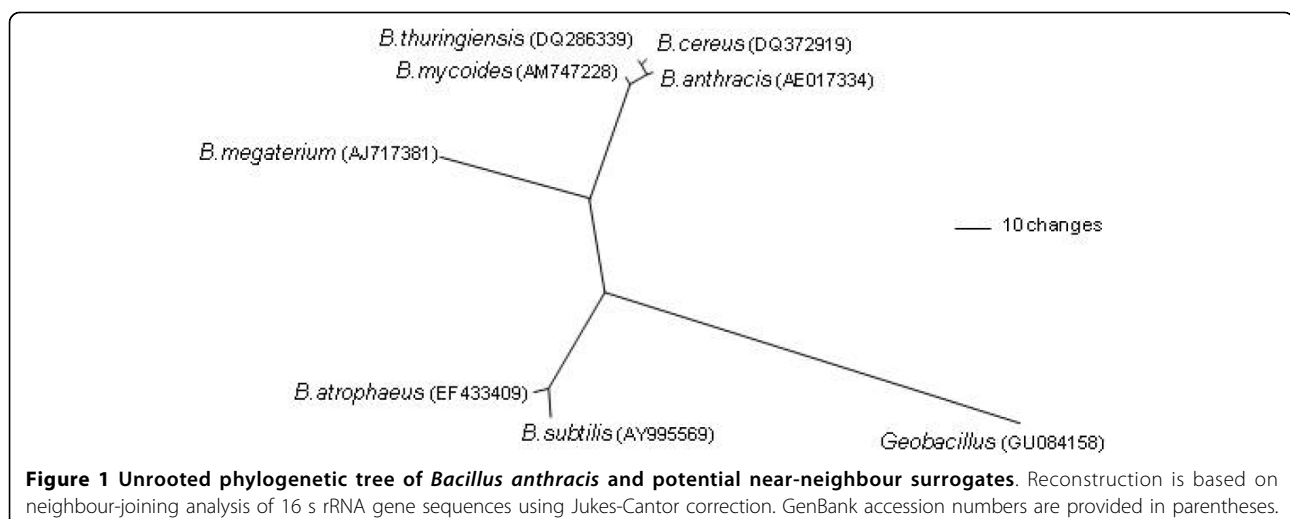 B.thuringiensis (DQ286339)
B.cereus (DQ372919)
B.mycoides (AM747228)
B.anthracis (AE017334)
B.megaterium (AJ717381)
10 changes
B.atrophaeus (EF433409)
B.subtilis (AY995569)
Geobacillus (GU084158)
Figure 1 Unrooted phylogenetic tree of Bacillus anthracis and potential near-neighbour surrogates. Reconstruction is based on
neighbour-joining analysis of 16 s rRNA gene sequences using Jukes-Cantor correction. GenBank accession numbers are provided in parentheses.